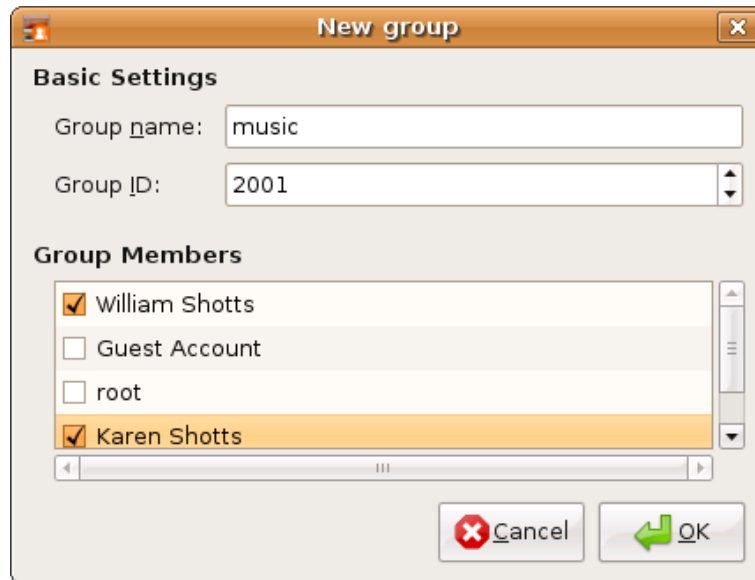 New group
Basic Settings
Group name: music
Group ID: 2001
Group Members
William Shotts
Guest Account
root
Karen Shotts
Cancel OK